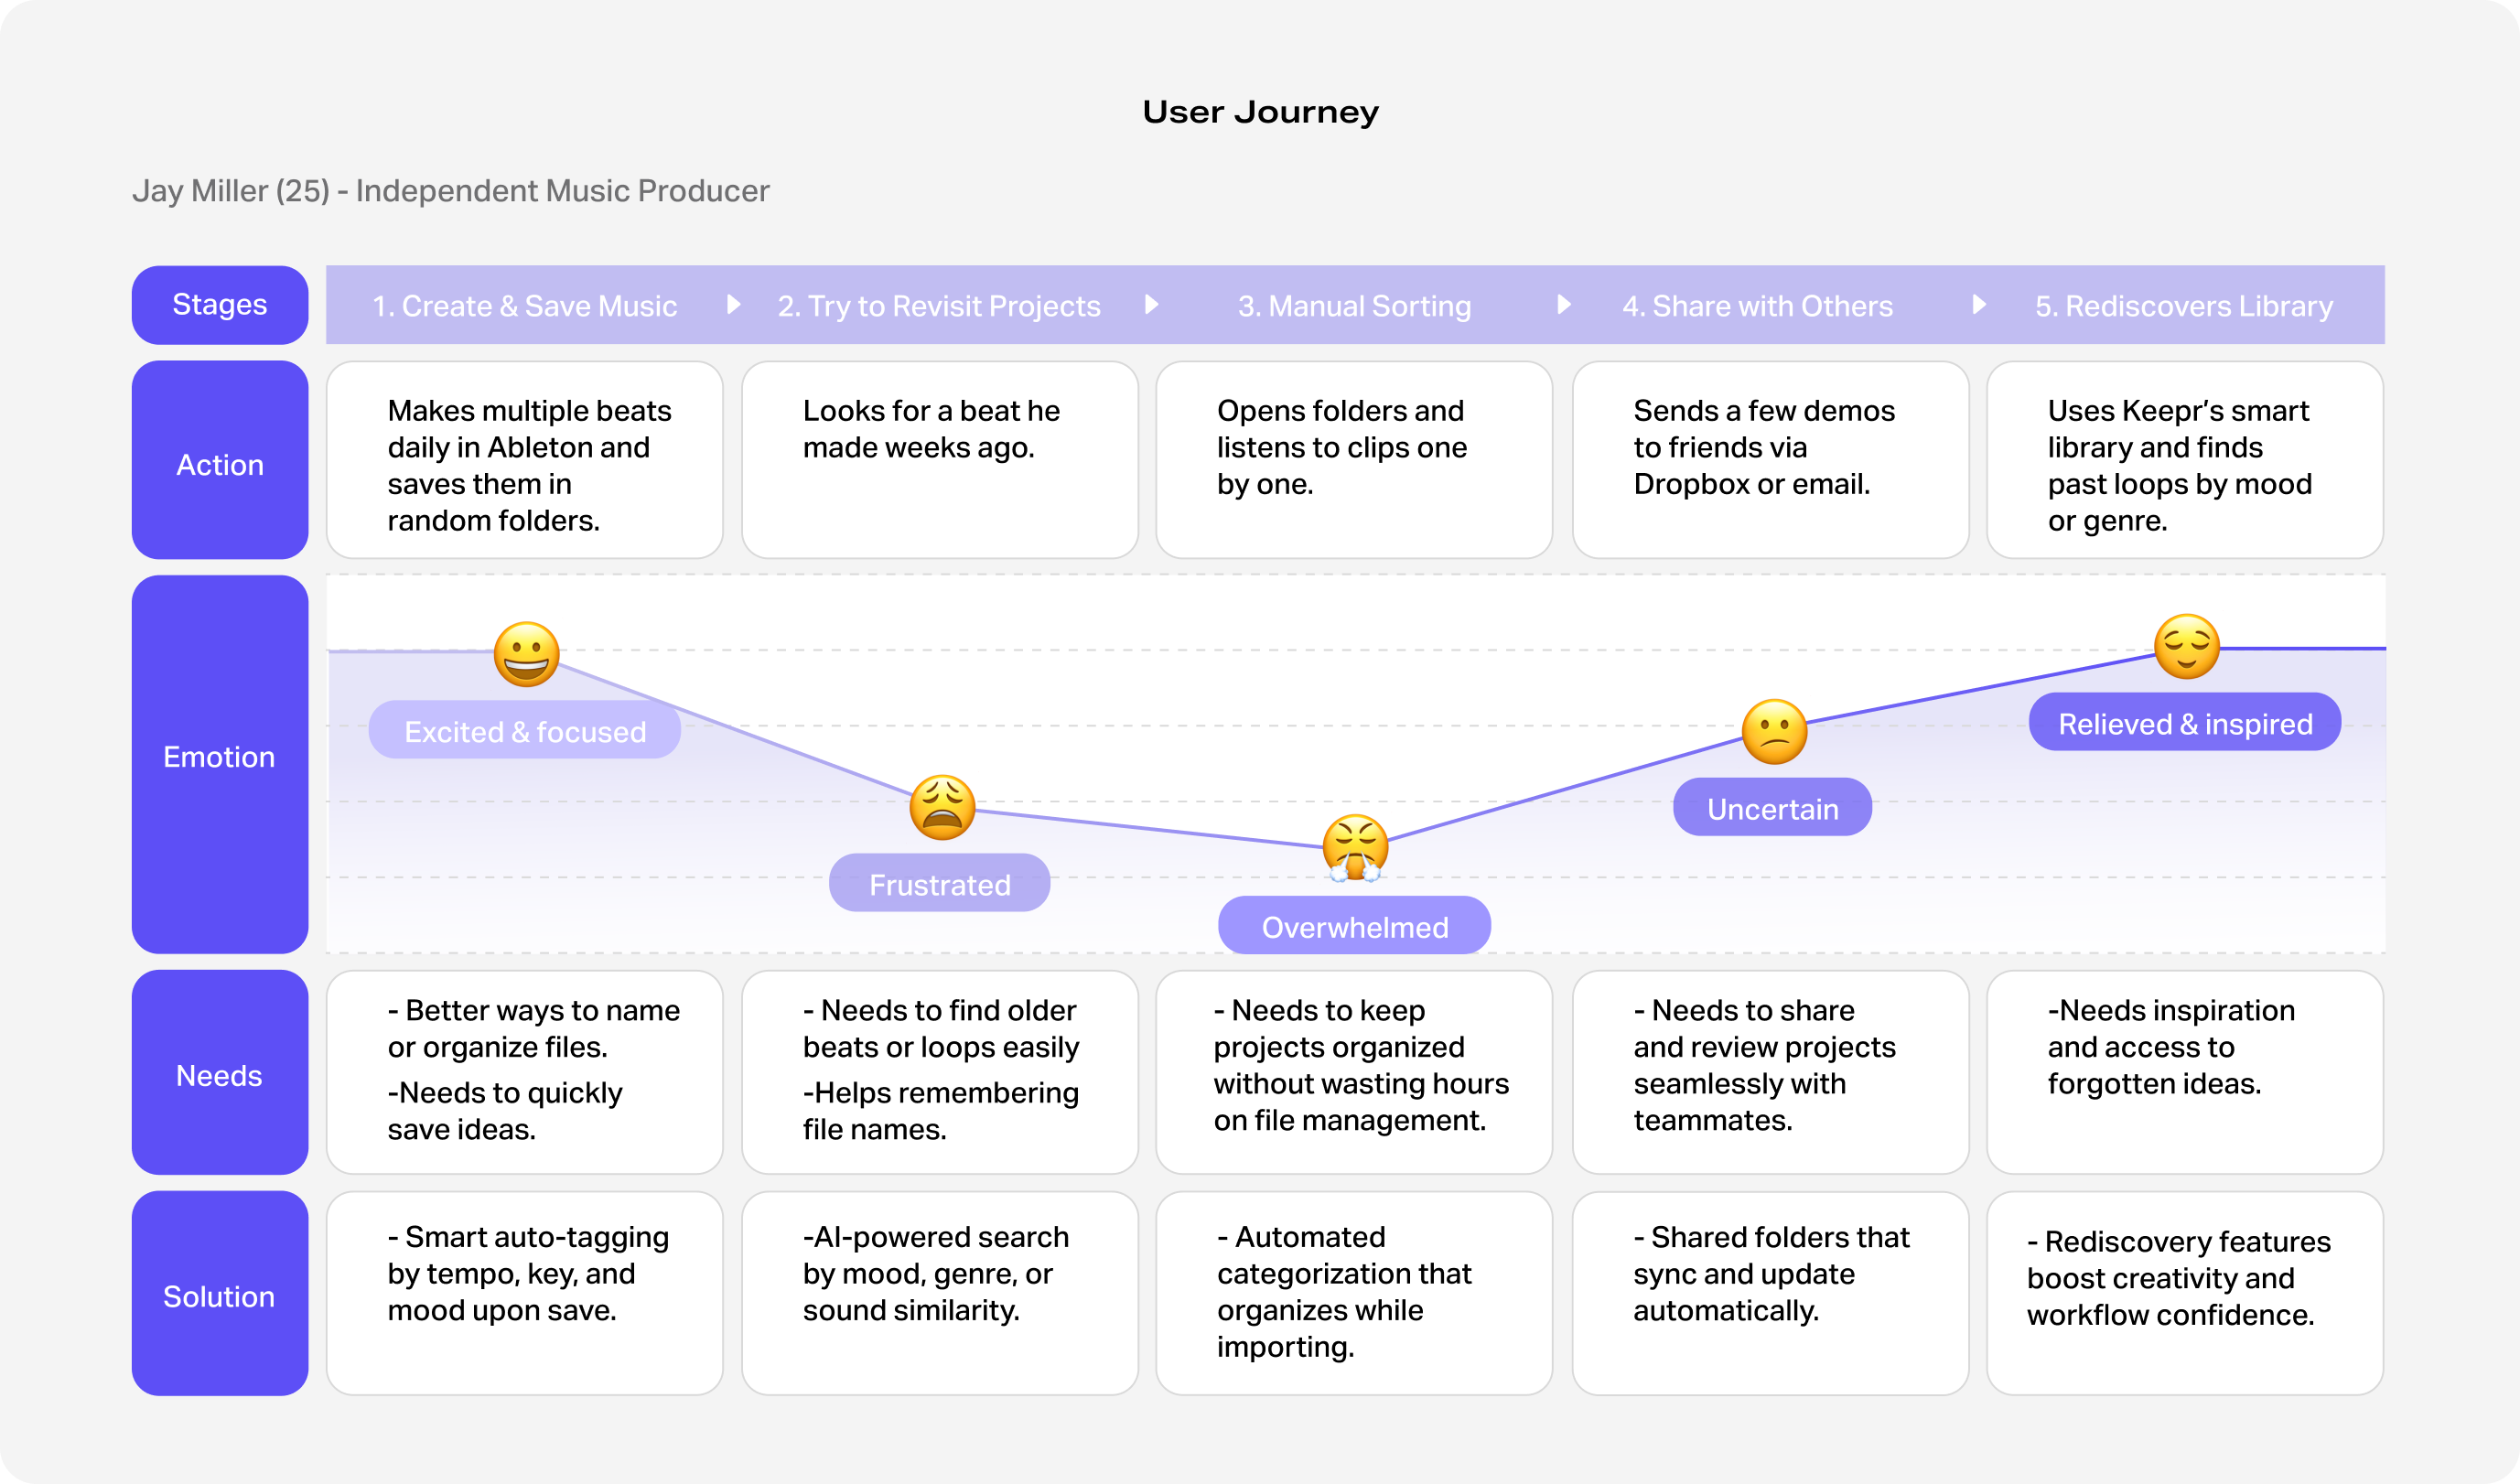 User Journey
Jay Miller (25) - Independent Music Producer
Stages
1. Create & Save Music
2. Try to Revisit Projects
3. Manual Sorting
4. Share with Others
5. Rediscovers Library
Action
Makes multiple beats
daily in Ableton and
saves them in
random folders.
Looks for a beat he
made weeks ago.
Opens folders and
listens to clips one
by one.
Sends a few demos
to friends via
Dropbox or email.
Uses Keepr’s smart
library and finds
past loops by mood
or genre.
Emotion
Excited & focused
Frustrated
Overwhelmed
Uncertain
Relieved & inspired
Needs
- Better ways to name
or organize files.
-Needs to quickly
save ideas.
- Needs to find older
beats or loops easily
-Helps remembering
file names.
- Needs to keep
projects organized
without wasting hours
on file management.
- Needs to share
and review projects
seamlessly with
teammates.
-Needs inspiration
and access to
forgotten ideas.
Solution
- Smart auto-tagging
by tempo, key, and
mood upon save.
-AI-powered search
by mood, genre, or
sound similarity.
- Automated
categorization that
organizes while
importing.
- Shared folders that
sync and update
automatically.
- Rediscovery features
boost creativity and
workflow confidence.